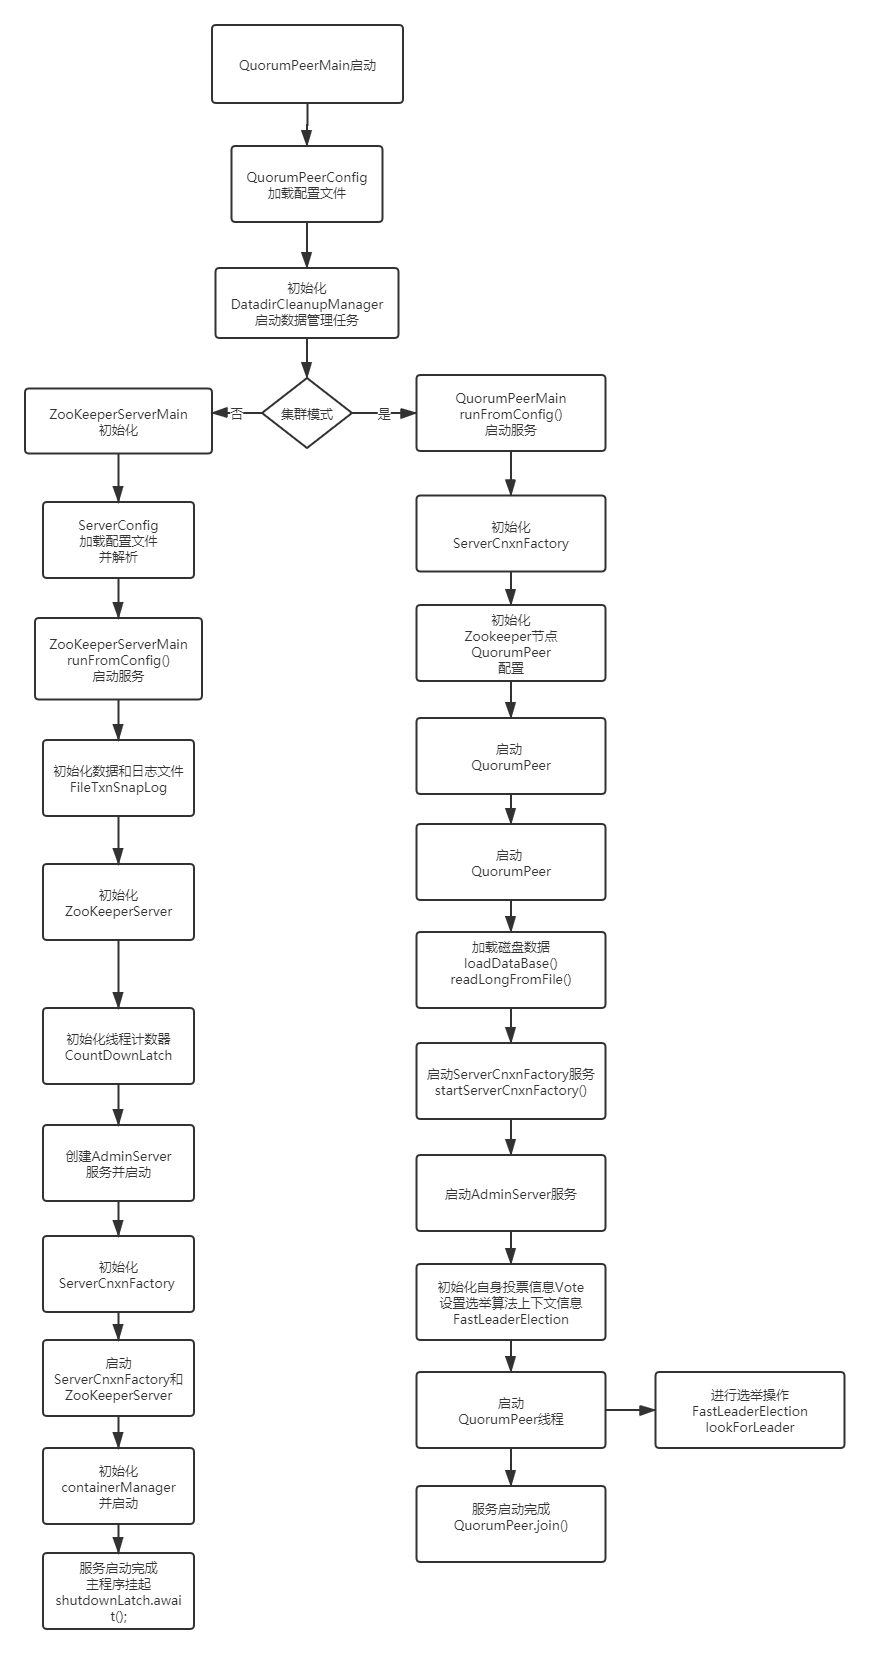 QuorumPeerMain启动
QuorumPeerConfig
加载配置文件
初始化
DatadirCleanupManager
启动数据管理任务
集群模式
否
是
ZooKeeperServerMain
初始化
ServerConfig
加载配置文件
并解析
ZooKeeperServerMain
runFromConfig()
启动服务
初始化数据和日志文件
FileTxnSnapLog
初始化
ZooKeeperServer
初始化线程计数器
CountDownLatch
创建AdminServer
服务并启动
初始化
ServerCnxnFactory
启动
ServerCnxnFactory和
ZooKeeperServer
初始化
containerManager
并启动
服务启动完成
主程序挂起
shutdownLatch.awai
t();
QuorumPeerMain
runFromConfig()
启动服务
初始化
ServerCnxnFactory
初始化
Zookeeper节点
QuorumPeer
配置
启动
QuorumPeer
启动
QuorumPeer
加载磁盘数据
loadDataBase()
readLongFromFile()
启动ServerCnxnFactory服务
startServerCnxnFactory()
启动AdminServer服务
初始化自身投票信息Vote
设置选举算法上下文信息
FastLeaderElection
启动
QuorumPeer线程
进行选举操作
FastLeaderElection
lookForLeader
服务启动完成
QuorumPeer.join()